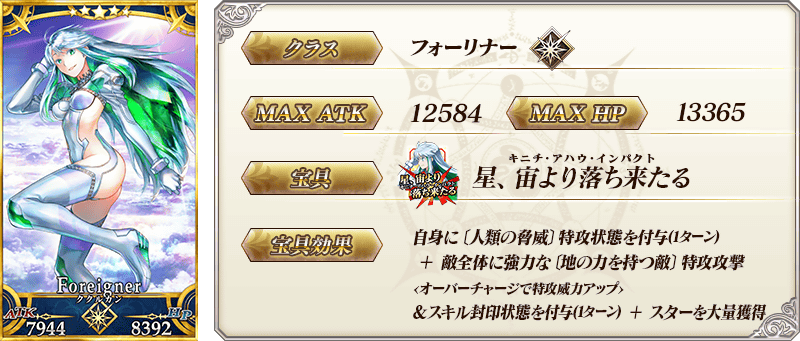 Foreigner
ククルカン
ATK
HP
7944
8392
クラス
フォーリナー
MAX ATK
12584
MAX HP
13365
宝具
星、宙より
落ち来たる
キニチ・アハウ・インパクト
星、宙より落ち来たる
宝具効果
自身に〔人類の脅威〕特攻状態を付与(1ターン)
＋ 敵全体に強力な〔地の力を持つ敵〕特攻攻撃
<オーバーチャージで特攻威力アップ>
＆スキル封印状態を付与(1ターン) ＋ スターを大量獲得